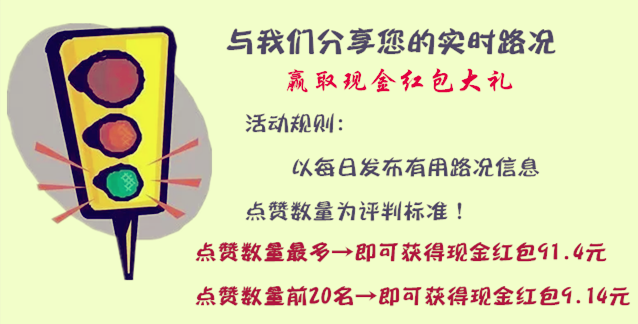 与我们分享您的实时路况
赢取现金红包大礼
活动规则：
以每日发布有用路况信息
点赞数量为评判标准！
点赞数量最多→即可获得现金红包91.4元
点赞数量前20名→即可获得现金红包9.14元